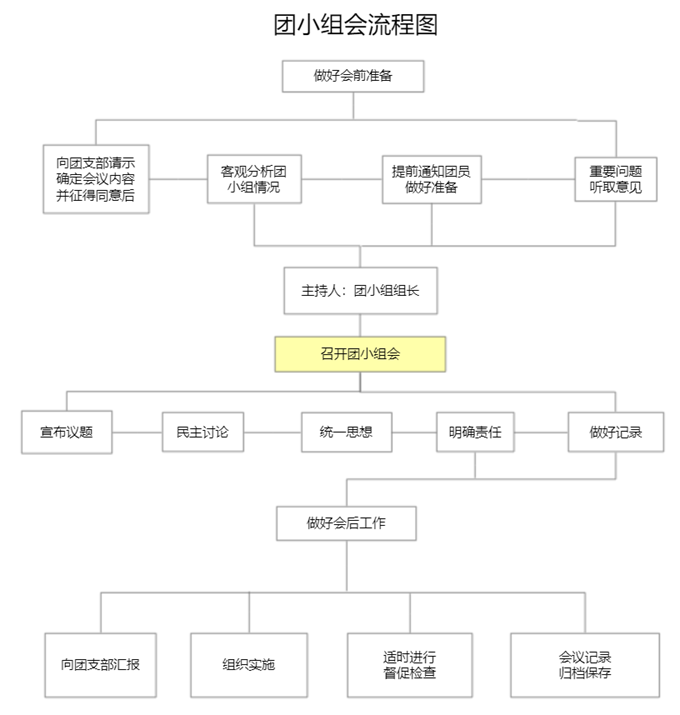 团小组会流程图
做好会前准备
向团支部请示
确定会议内容
并征得同意后
客观分析团
小组情况
提前通知团员
做好准备
重要问题
听取意见
主持人：团小组组长
召开团小组会
宣布议题
民主讨论
统一思想
明确责任
做好记录
做好会后工作
向团支部汇报
组织实施
适时进行
督促检查
会议记录
归档保存